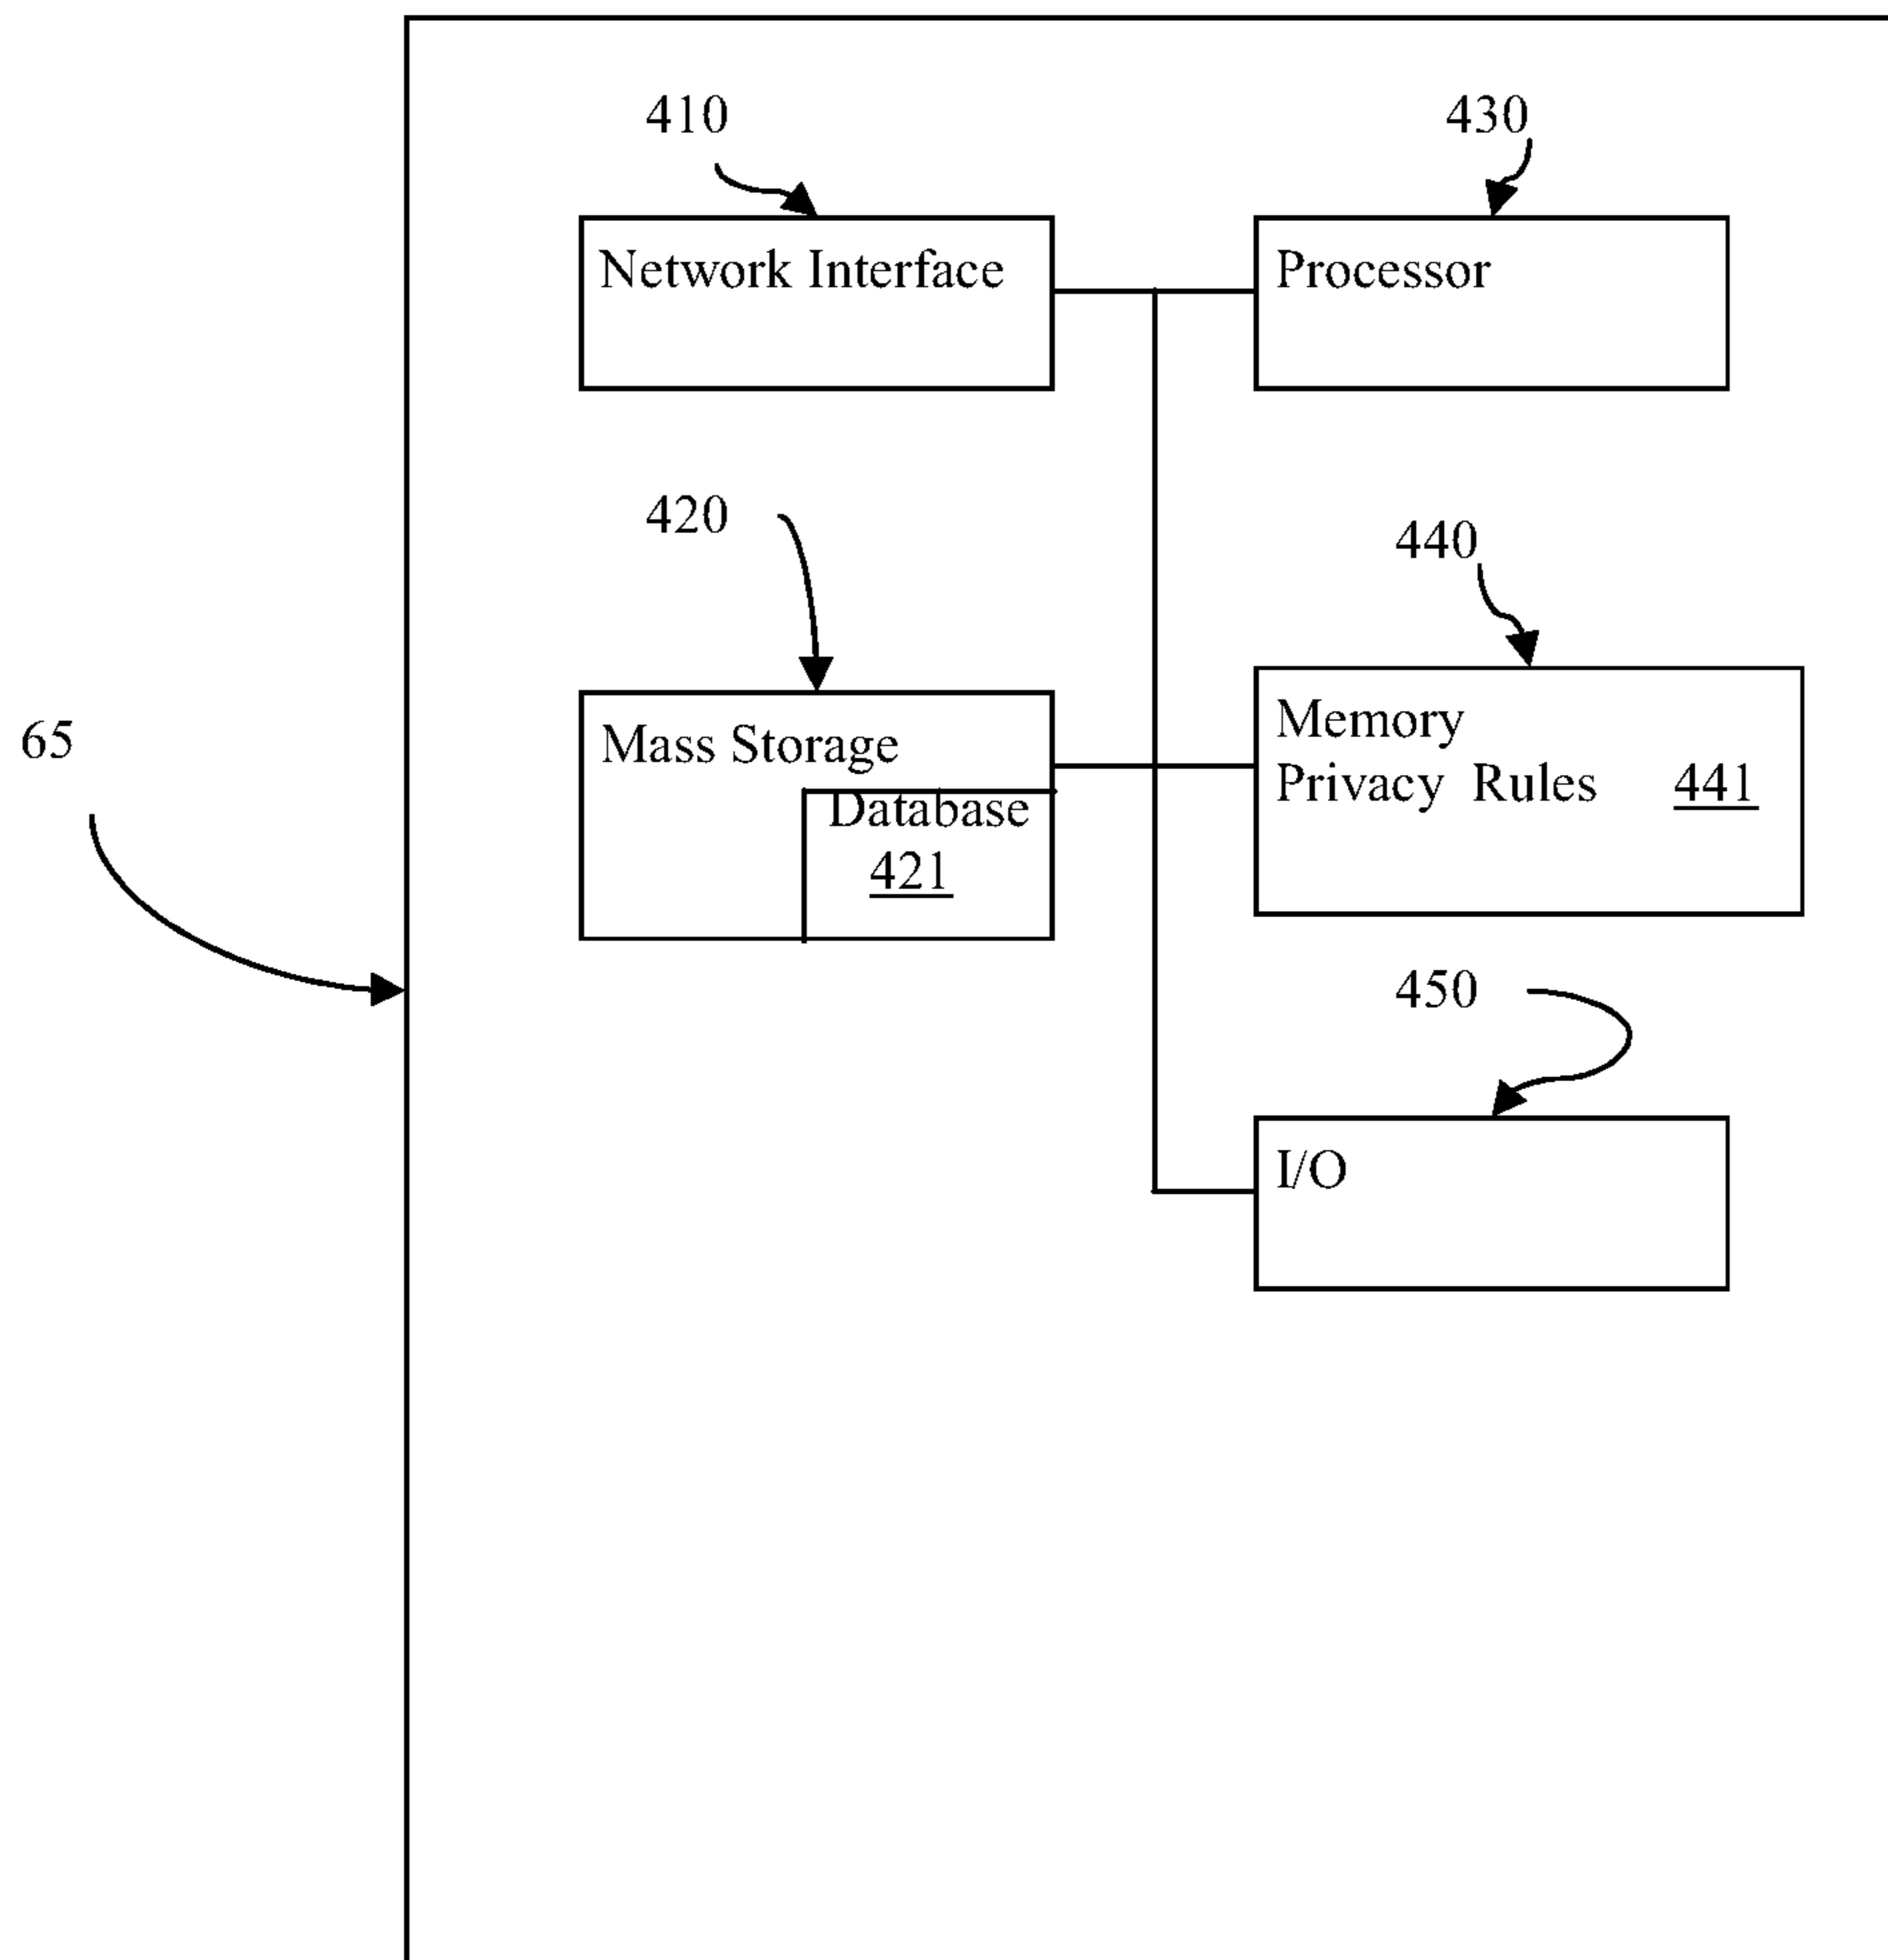 410
430
Network Interface
Processor
420
440
65
Mass Storage
Database
421
Memory
Privacy Rules 441
450
I/O